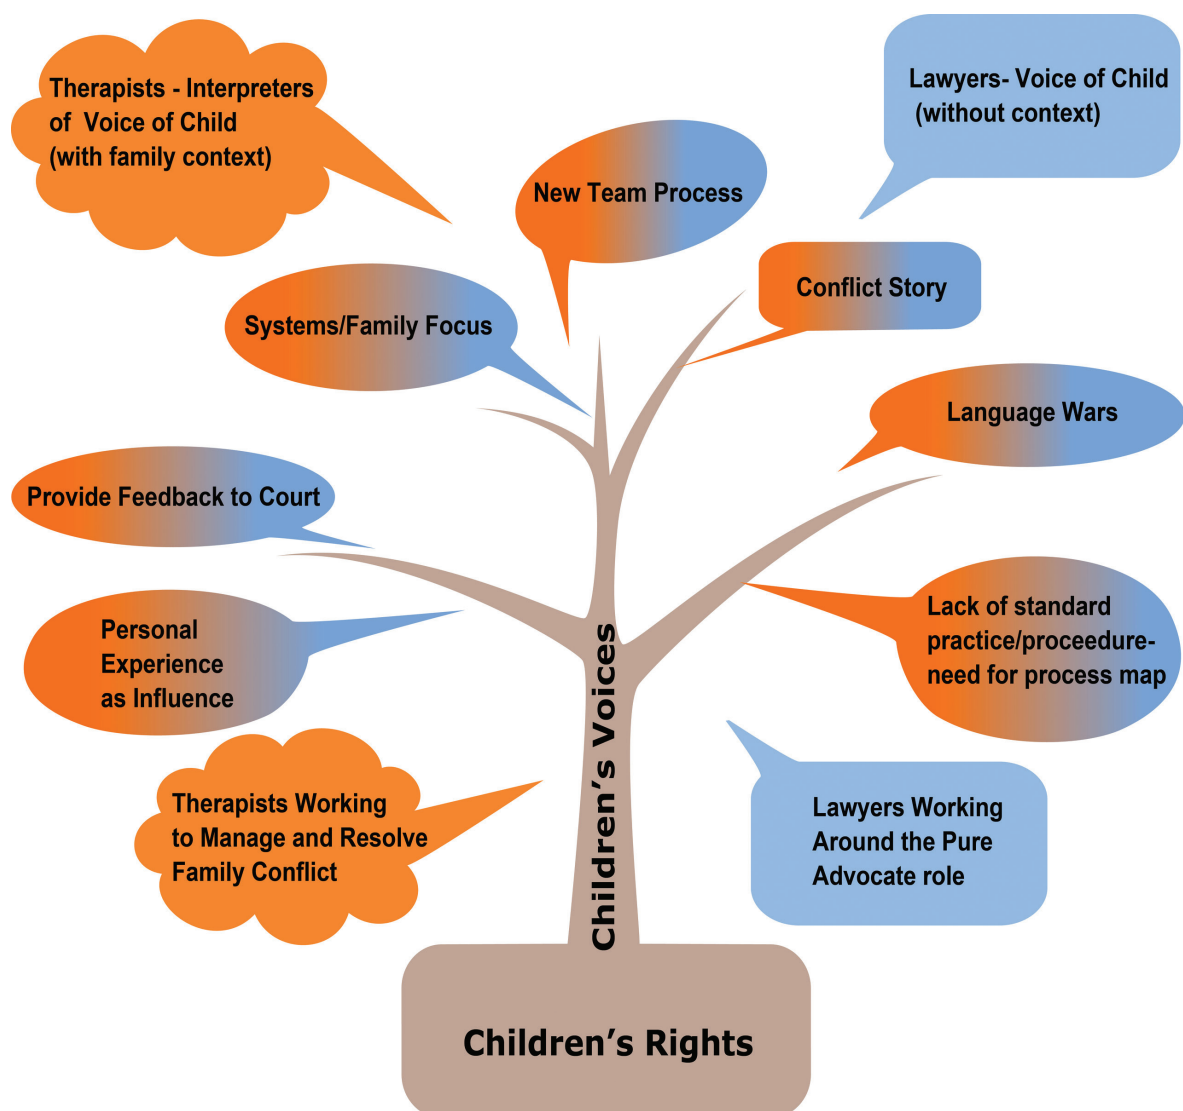 Therapists - Interpreters
of Voice of Child
(with family context)
Lawyers- Voice of Child
(without context)
New Team Process
Conflict Story
Systems/Family Focus
Language Wars
Provide Feedback to Court
Personal
Experience
as Influence
Lack of standard
practice/proceedure-
need for process map
Therapists Working
to Manage and Resolve
Family Conflict
Lawyers Working
Around the Pure
Advocate role
Children's Voices
Children's Rights